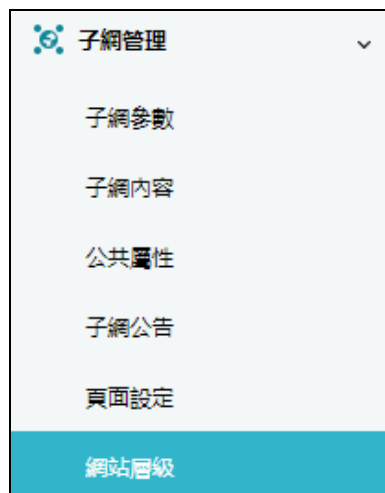 子網管理
子網參數
子網內容
公共屬性
子網公告
頁面設定
網站層級